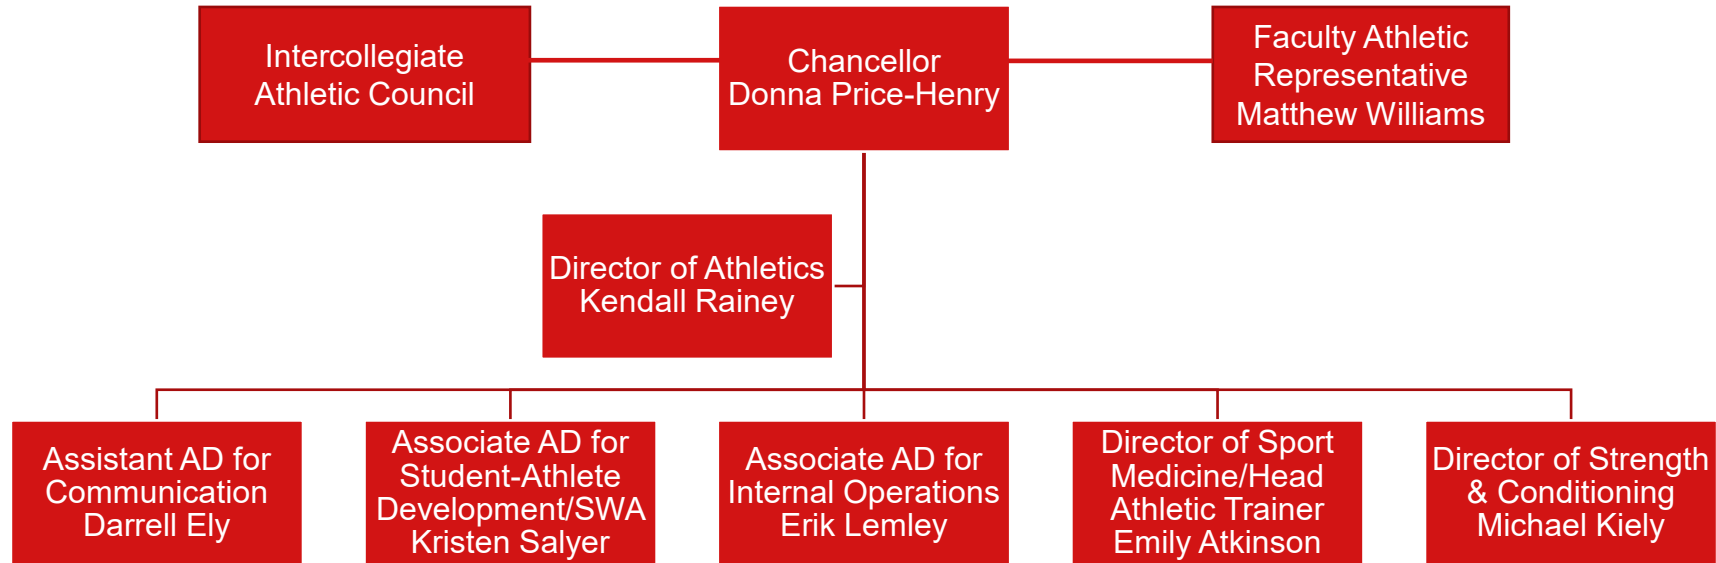 Intercollegiate
Athletic Council
Chancellor
Donna Price-Henry
Faculty Athletic
Representative
Matthew Williams
Director of Athletics
Kendall Rainey
Assistant AD for
Communication
Darrell Ely
Associate AD for
Student-Athlete
Development/SWA
Kristen Salyer
Associate AD for
Internal Operations
Erik Lemley
Director of Sport
Medicine/Head
Athletic Trainer
Emily Atkinson
Director of Strength
& Conditioning
Michael Kiely